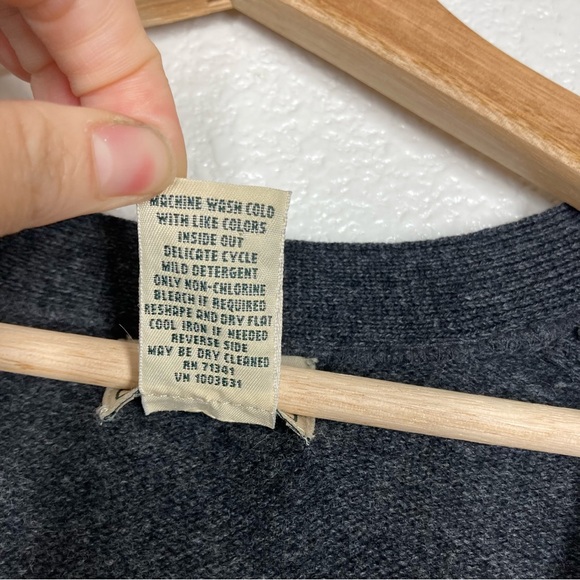 MACHINE WASH COLD
WITH LIKE COLORS
INSIDE OUT
DELICATE CYCLE
MILD DETERGENT
ONLY NON-CHLORINE
BLEACH IF REQUIRED
RESHAPE AND DRY FLAT
COOL IRON IF NEEDED
REVERSE SIDE
MAY BE DRY CLEANED
RN 71341
VN 1003631